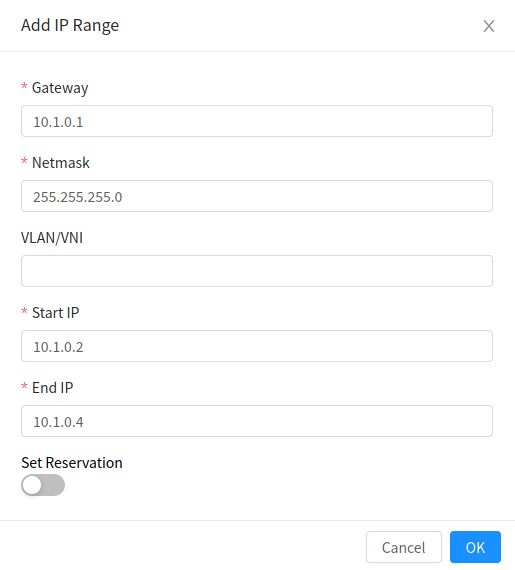 Add IP Range
* Gateway
10.1.0.1
* Netmask
255.255.255.0
VLAN/VNI
* Start IP
10.1.0.2
* End IP
10.1.0.4
Set Reservation
Cancel OK